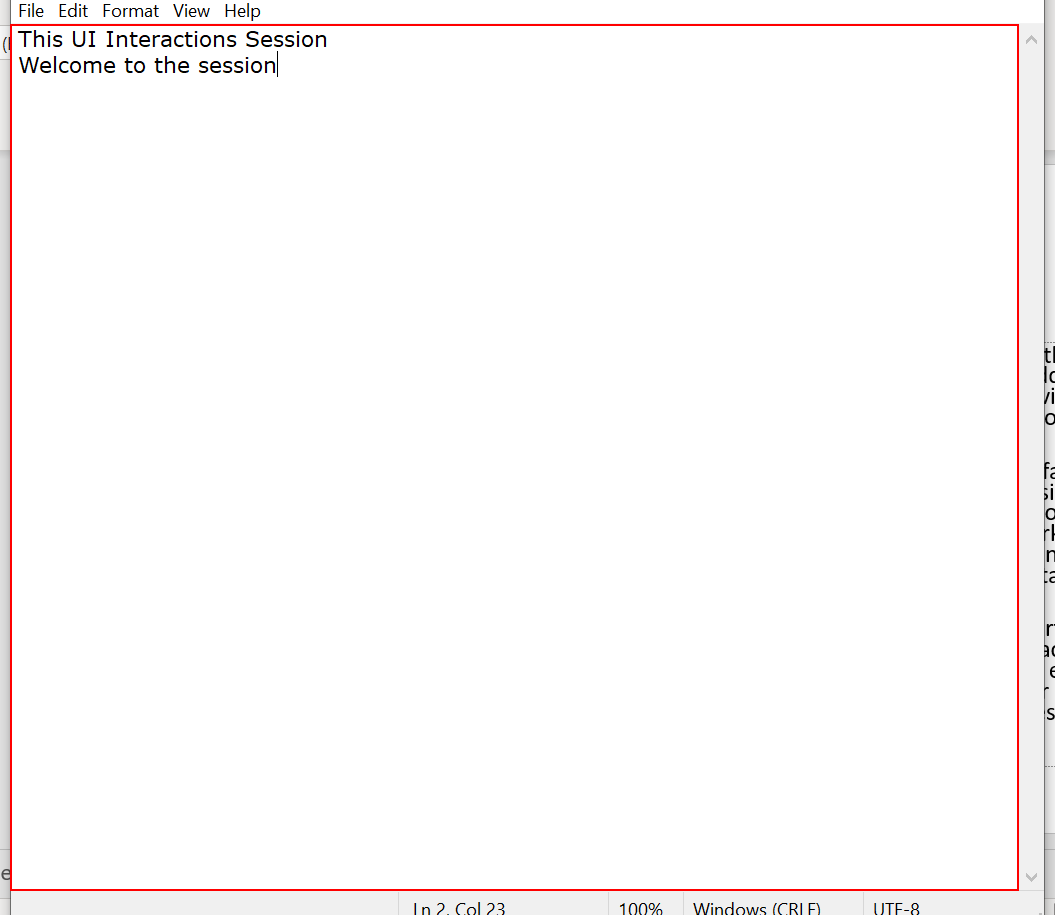 File Edit Format View Help
This UI Interactions Session
Welcome to the session
Ln 2, Col 23 100% Windows (CRLF) UTF-8